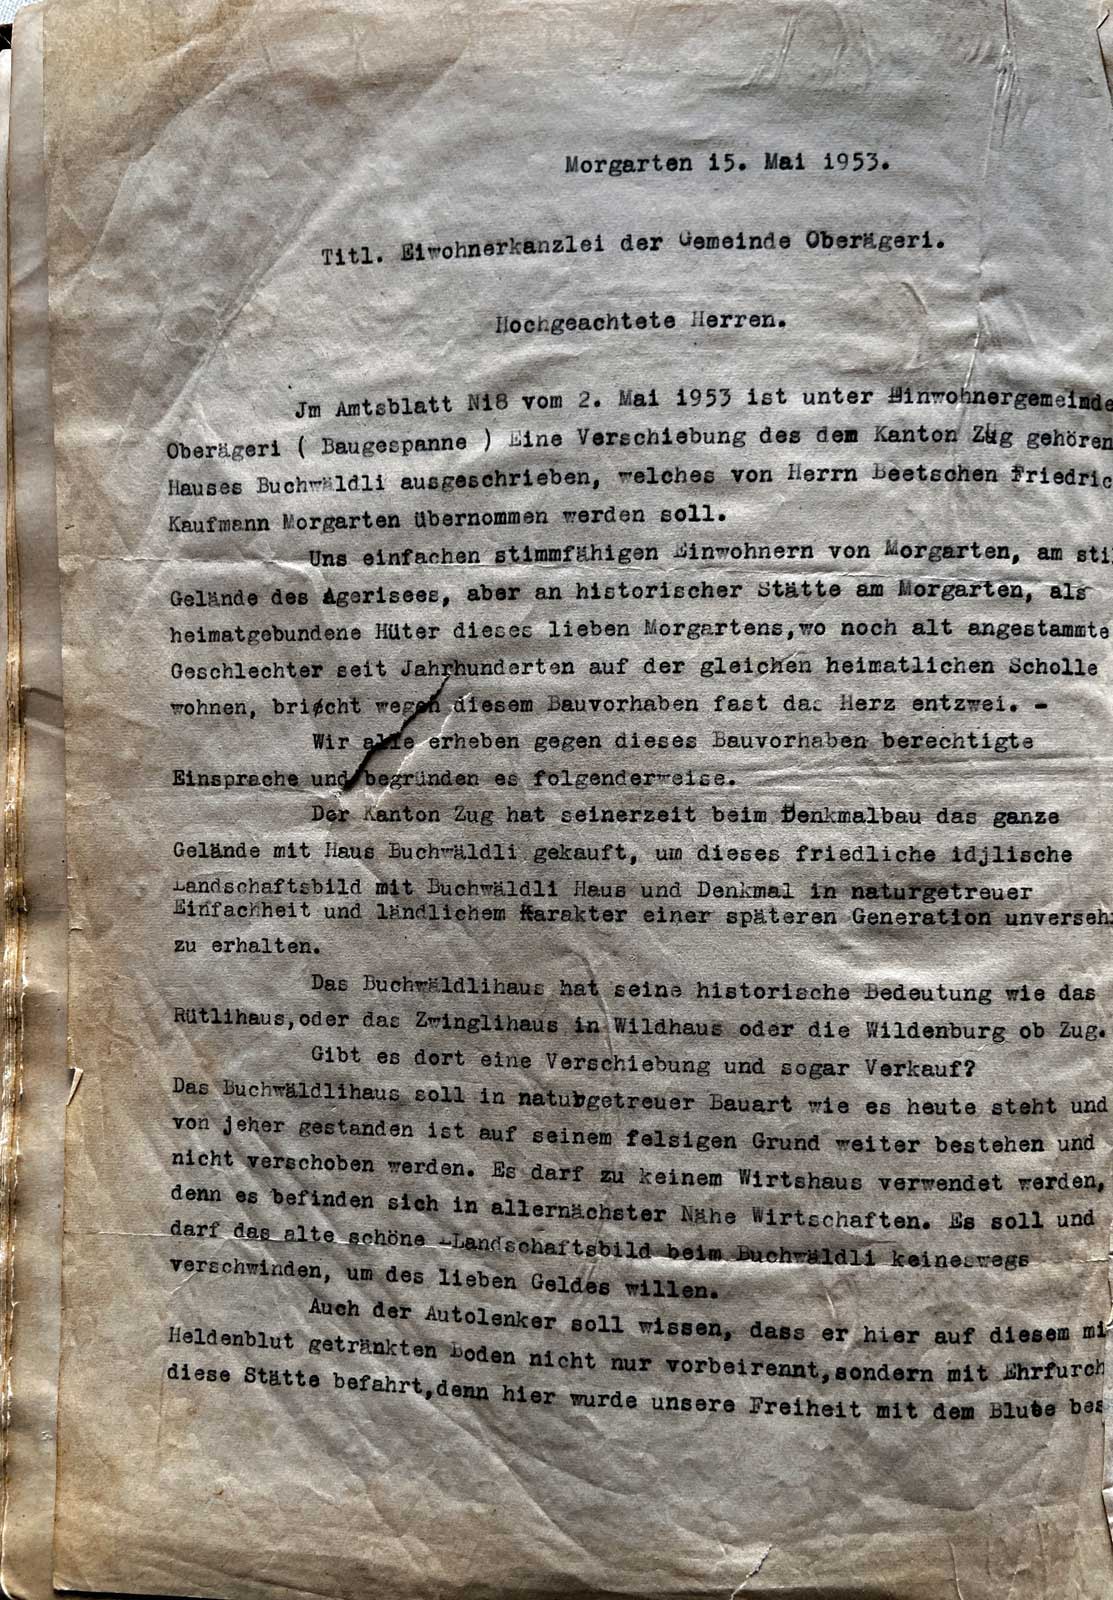 Morgarten 15. Mai 1953.
Titl. Eiwohnerkanzlei der Gemeinde Oberägeri.
Hochgeachtete Herren.
Jm Amtsblatt N18 vom 2. Mai 1953 ist unter Einwohnergemeinde
Oberägeri ( Baugespanne ) Eine Verschiebung des dem Kanton Zug gehören
Hauses Buchwäldli ausgeschrieben, welches von Herrn Beetschen Friedric
Kaufmann Morgarten übernommen werden soll.
Uns einfachen stimmfähigen Einwohnern von Morgarten, am sti
Gelände des Agerisees, aber an historischer Stätte am Morgarten, als
heimatgebundene Hüter dieses lieben Morgartens,wo noch alt angestammte
Geschlechter seit Jahrhunderten auf der gleichen heimatlichen Scholle
wohnen, bricht wegen diesem Bauvorhaben fast das Herz entzwei. -
Wir alle erheben gegen dieses Bauvorhaben berechtigte
Einsprache und begründen es folgenderweise.
Der Kanton Zug hat seinerzeit beim Denkmalbau das ganze
Gelände mit Haus Buchwäldli gekauft, um dieses friedliche idjlische
Landschaftsbild mit Buchwäldli Haus und Denkmal in naturgetreuer
Einfachheit und ländlichem Karakter einer späteren Generation unverseh
zu erhalten.
Das Buchwäldlihaus hat seine historische Bedeutung wie das
Rütlihaus,oder das Zwinglihaus in Wildhaus oder die Wildenburg ob Zug.
Gibt es dort eine Verschiebung und sogar Verkauf?
Das Buchwäldlihaus soll in naturgetreuer Bauart wie es heute steht und
von jeher gestanden ist auf seinem felsigen Grund weiter bestehen und
nicht verschoben werden. Es darf zu keinem Wirtshaus verwendet werden,
denn es befinden sich in allernächster Nähe Wirtschaften. Es soll und
darf das alte schöne -Landschaftsbild beim Buchwäldli keineswegs
verschwinden, um des lieben Geldes willen.
Auch der Autolenker soll wissen, dass er hier auf diesem mi
Heldenblut getränkten Boden nicht nur vorbeirennt,sondern mit Ehrfurch
diese Stätte befahrt,denn hier wurde unsere Freiheit mit dem Blute bes